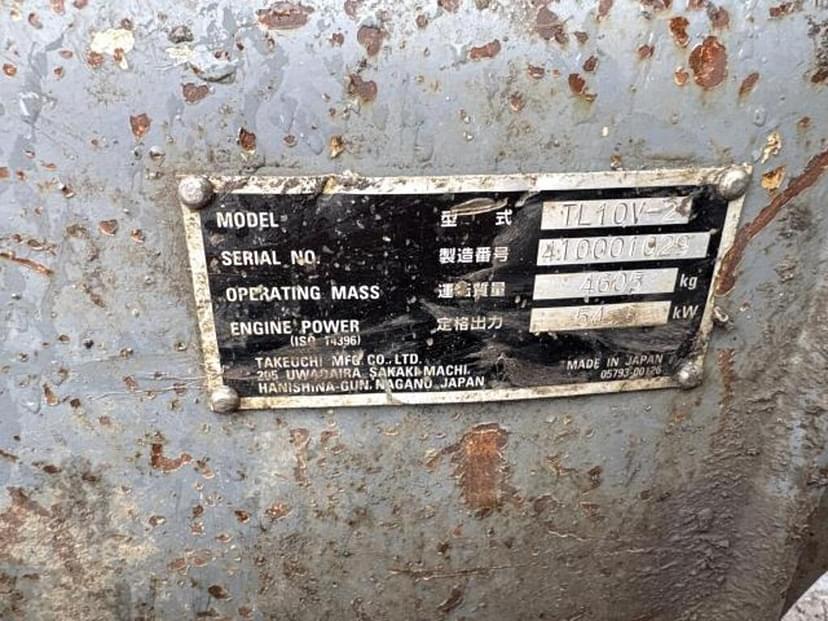 MODEL 型 式 TL10V-2
SERIAL NO. 製造番号 410001029
OPERATING MASS 運転質量 4605 kg
ENGINE POWER 定格出力 kW
(ISO 14396)
TAKEUCHI MFG. CO., LTD.
205, UWADAIRA, SAKAKI-MACHI,
HANISHINA-GUN, NAGANO, JAPAN
MADE IN JAPAN
05793-00126